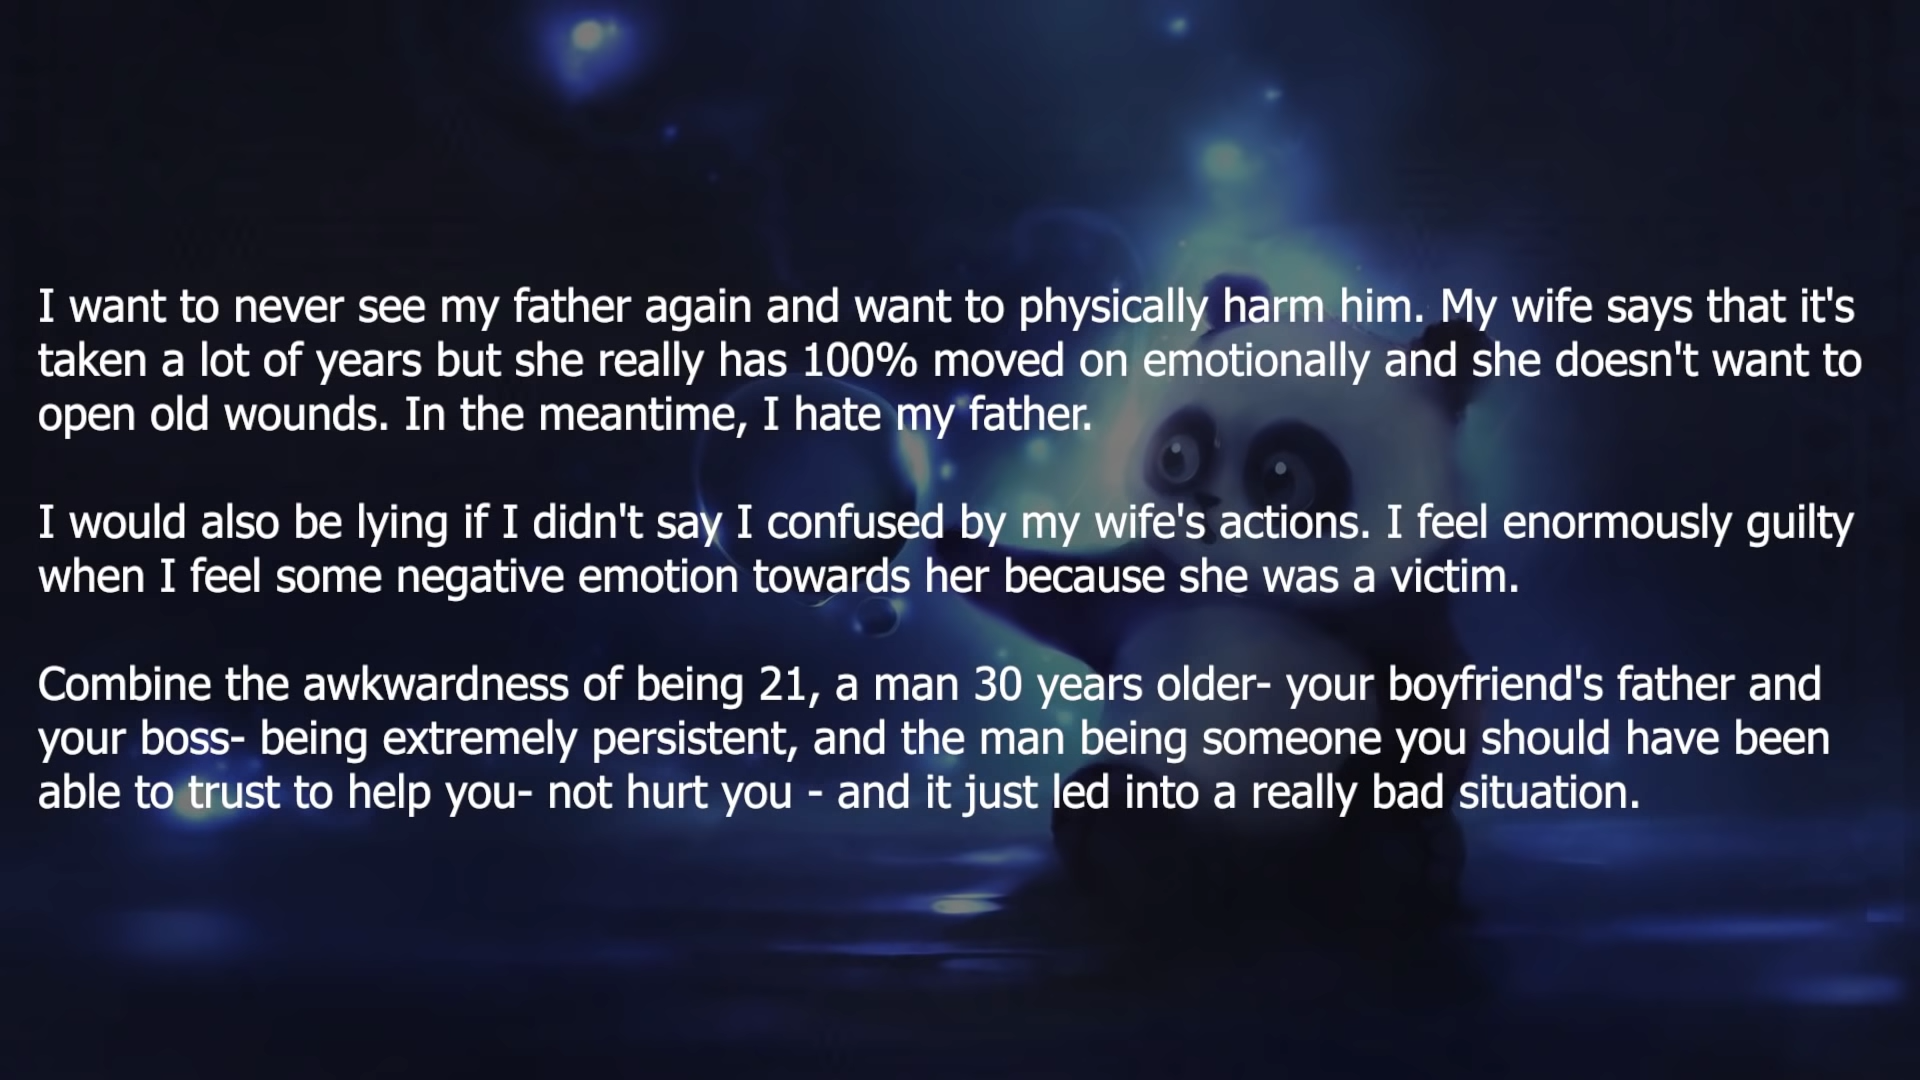 I want to never see my father again and want to physically harm him. My wife says that it's
taken a lot of years but she really has 100% moved on emotionally and she doesn't want to
open old wounds. In the meantime, I hate my father.
I would also be lying if I didn't say I confused by my wife's actions. I feel enormously guilty
when I feel some negative emotion towards her because she was a victim.
Combine the awkwardness of being 21, a man 30 years older- your boyfriend's father and
your boss- being extremely persistent, and the man being someone you should have been
able to trust to help you- not hurt you - and it just led into a really bad situation.